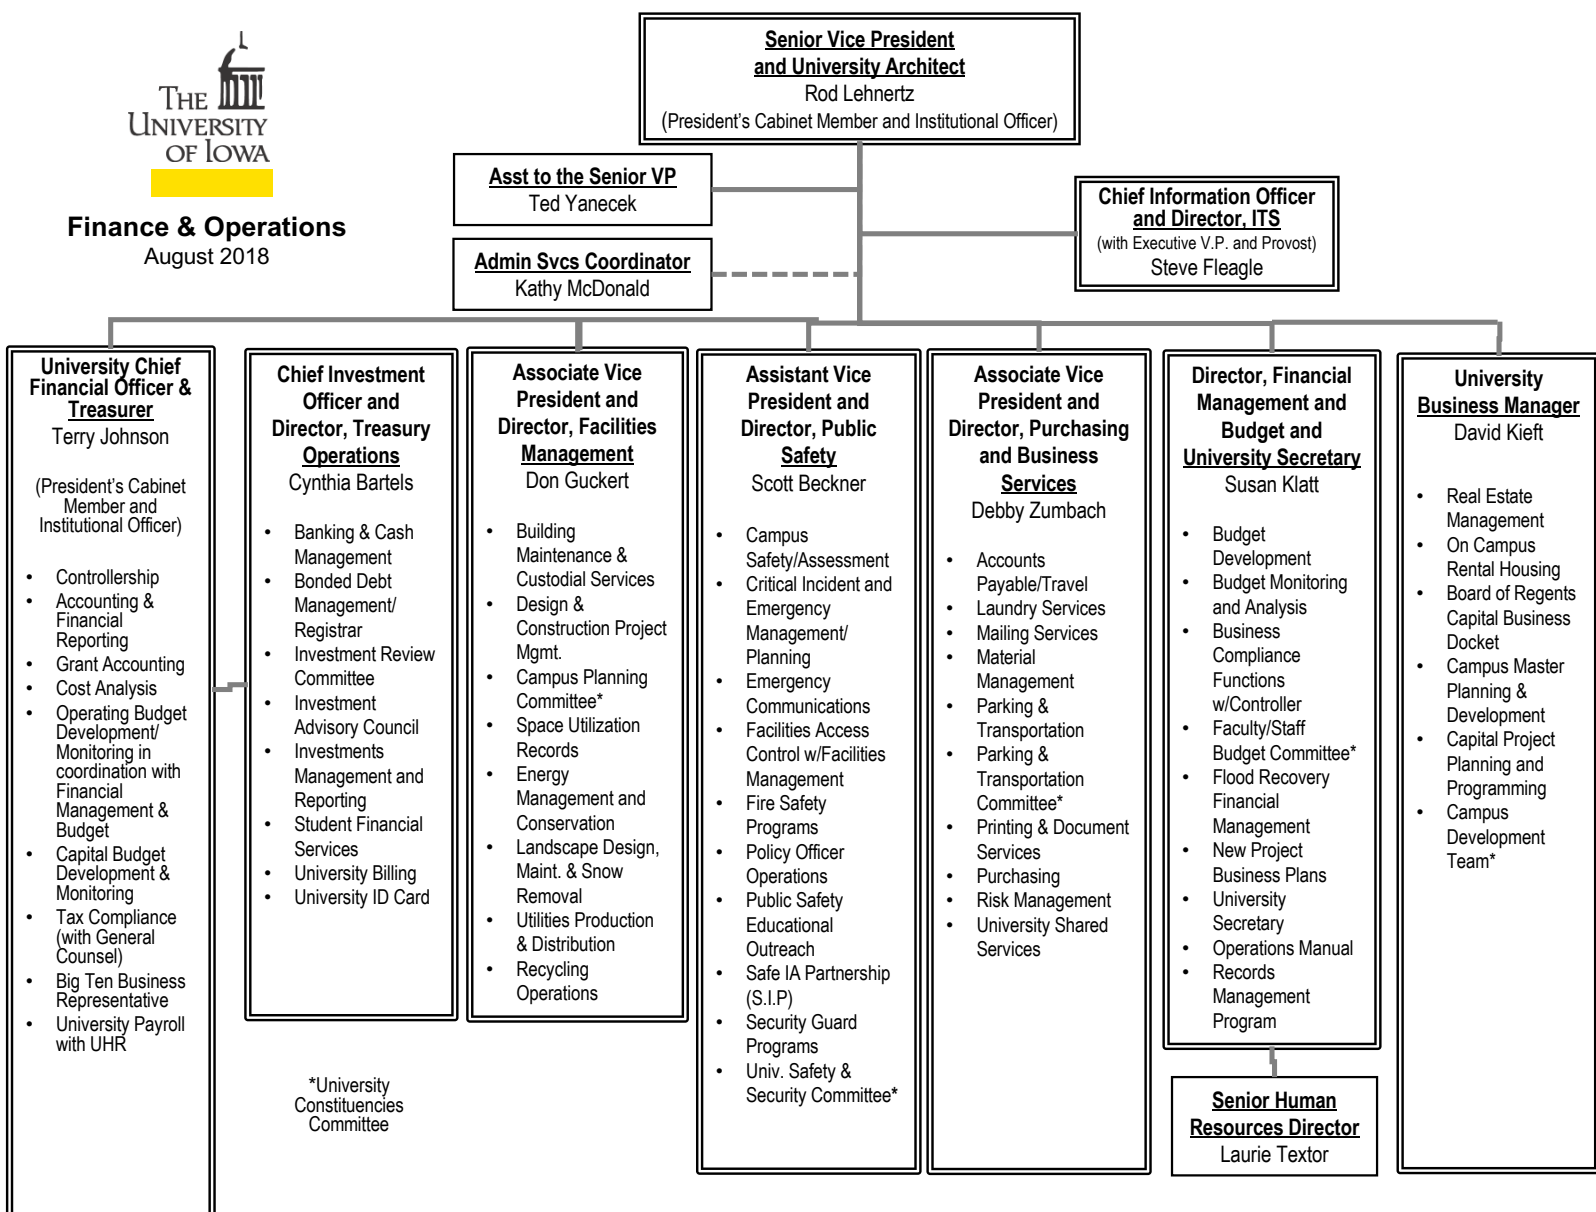 THE
UNIVERSITY
OF IOWA
Finance & Operations
August 2018
Senior Vice President
and University Architect
Rod Lehnertz
(President's Cabinet Member and Institutional Officer)
Asst to the Senior VP
Ted Yanecek
Admin Svcs Coordinator
Kathy McDonald
Chief Information Officer
and Director, ITS
(with Executive V.P. and Provost)
Steve Fleagle
University Chief
Financial Officer &
Treasurer
Terry Johnson
(President's Cabinet
Member and
Institutional Officer)
• Controllership
• Accounting &
Financial
Reporting
• Grant Accounting
• Cost Analysis
• Operating Budget
Development/
Monitoring in
coordination with
Financial
Management &
Budget
• Capital Budget
Development &
Monitoring
• Tax Compliance
(with General
Counsel)
• Big Ten Business
Representative
• University Payroll
with UHR
Chief Investment
Officer and
Director, Treasury
Operations
Cynthia Bartels
• Banking & Cash
Management
• Bonded Debt
Management/
Registrar
• Investment Review
Committee
• Investment
Advisory Council
• Investments
Management and
Reporting
• Student Financial
Services
• University Billing
• University ID Card
*University
Constituencies
Committee
Associate Vice
President and
Director, Facilities
Management
Don Guckert
• Building
Maintenance &
Custodial Services
• Design &
Construction Project
Mgmt.
• Campus Planning
Committee*
• Space Utilization
Records
• Energy
Management and
Conservation
• Landscape Design,
Maint. & Snow
Removal
• Utilities Production
& Distribution
• Recycling
Operations
Assistant Vice
President and
Director, Public
Safety
Scott Beckner
• Campus
Safety/Assessment
• Critical Incident and
Emergency
Management/
Planning
• Emergency
Communications
• Facilities Access
Control w/Facilities
Management
• Fire Safety
Programs
• Policy Officer
Operations
• Public Safety
Educational
Outreach
• Safe IA Partnership
(S.I.P)
• Security Guard
Programs
• Univ. Safety &
Security Committee*
Associate Vice
President and
Director, Purchasing
and Business
Services
Debby Zumbach
• Accounts
Payable/Travel
• Laundry Services
• Mailing Services
• Material
Management
• Parking &
Transportation
• Parking &
Transportation
Committee*
• Printing & Document
Services
• Purchasing
• Risk Management
• University Shared
Services
Director, Financial
Management and
Budget and
University Secretary
Susan Klatt
• Budget
Development
• Budget Monitoring
and Analysis
• Business
Compliance
Functions
w/Controller
• Faculty/Staff
Budget Committee*
• Flood Recovery
Financial
Management
• New Project
Business Plans
• University
Secretary
• Operations Manual
• Records
Management
Program
Senior Human
Resources Director
Laurie Textor
University
Business Manager
David Kieft
• Real Estate
Management
• On Campus
Rental Housing
• Board of Regents
Capital Business
Docket
• Campus Master
Planning &
Development
• Capital Project
Planning and
Programming
• Campus
Development
Team*